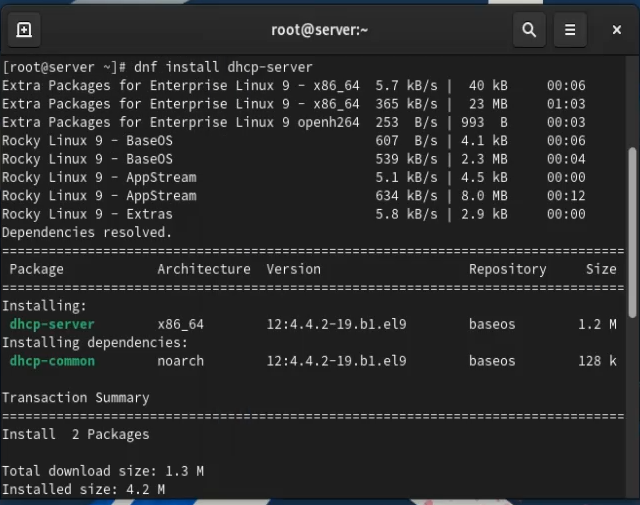 root@server:~
[root@server ~]# dnf install dhcp-server
Extra Packages for Enterprise Linux 9 - x86_64  5.7 kB/s |  40 kB     00:06
Extra Packages for Enterprise Linux 9 - x86_64  365 kB/s |  23 MB     01:03
Extra Packages for Enterprise Linux 9 openh264  253  B/s | 993  B     00:03
Rocky Linux 9 - BaseOS                          607  B/s | 4.1 kB     00:06
Rocky Linux 9 - BaseOS                          539 kB/s | 2.3 MB     00:04
Rocky Linux 9 - AppStream                       5.1 kB/s | 4.5 kB     00:00
Rocky Linux 9 - AppStream                       634 kB/s | 8.0 MB     00:12
Rocky Linux 9 - Extras                          5.8 kB/s | 2.9 kB     00:00
Dependencies resolved.
================================================================================
 Package            Architecture  Version                   Repository     Size
================================================================================
Installing:
 dhcp-server        x86_64        12:4.4.2-19.b1.el9        baseos        1.2 M
Installing dependencies:
 dhcp-common        noarch        12:4.4.2-19.b1.el9        baseos        128 k
Transaction Summary
================================================================================
Install  2 Packages
Total download size: 1.3 M
Installed size: 4.2 M